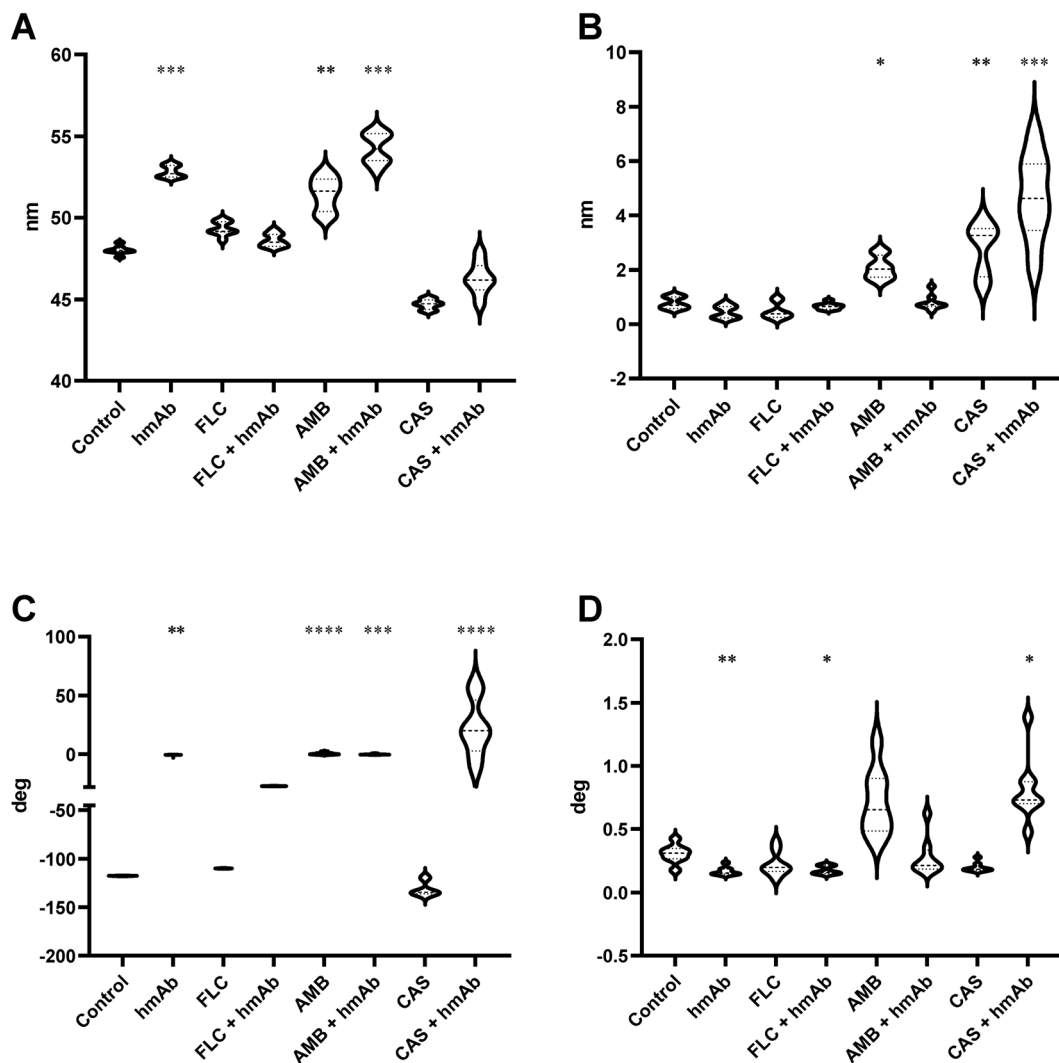 A
60
55
50
45
40
nm
*** ** ***
Control
hmAb
FLC
FLC + hmAb
AMB
AMB + hmAb
CAS
CAS + hmAb
B
10
8
6
4
2
0
-2
nm
* ** ***
Control
hmAb
FLC
FLC + hmAb
AMB
AMB + hmAb
CAS
CAS + hmAb
C
100
50
0
-50
-100
-150
-200
deg
** **** *** ****
Control
hmAb
FLC
FLC + hmAb
AMB
AMB + hmAb
CAS
CAS + hmAb
D
2.0
1.5
1.0
0.5
0.0
-0.5
deg
** * *
Control
hmAb
FLC
FLC + hmAb
AMB
AMB + hmAb
CAS
CAS + hmAb